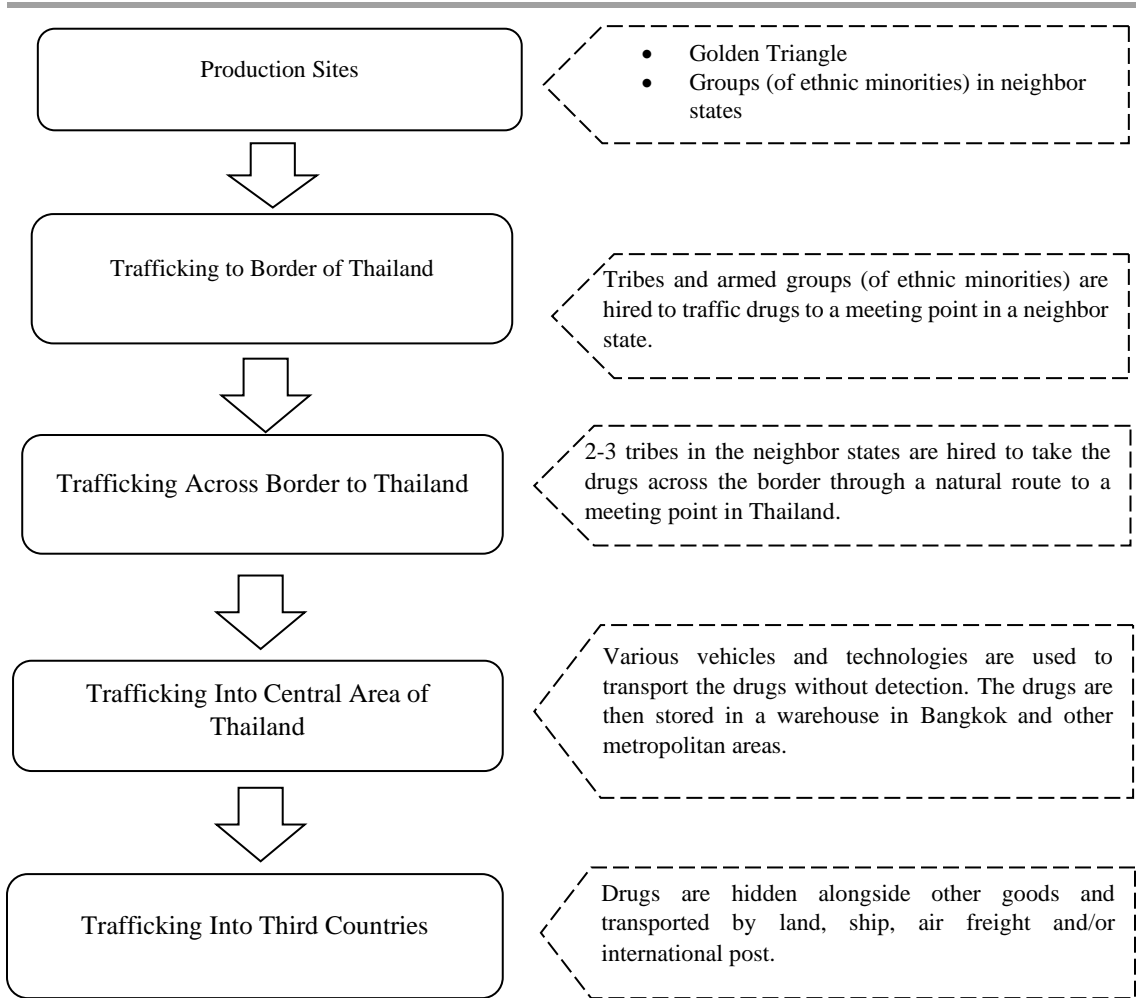 Production Sites
• Golden Triangle
• Groups (of ethnic minorities) in neighbor
states
Trafficking to Border of Thailand
Tribes and armed groups (of ethnic minorities) are
hired to traffic drugs to a meeting point in a neighbor
state.
Trafficking Across Border to Thailand
2-3 tribes in the neighbor states are hired to take the
drugs across the border through a natural route to a
meeting point in Thailand.
Trafficking Into Central Area of
Thailand
Various vehicles and technologies are used to
transport the drugs without detection. The drugs are
then stored in a warehouse in Bangkok and other
metropolitan areas.
Trafficking Into Third Countries
Drugs are hidden alongside other goods and
transported by land, ship, air freight and/or
international post.